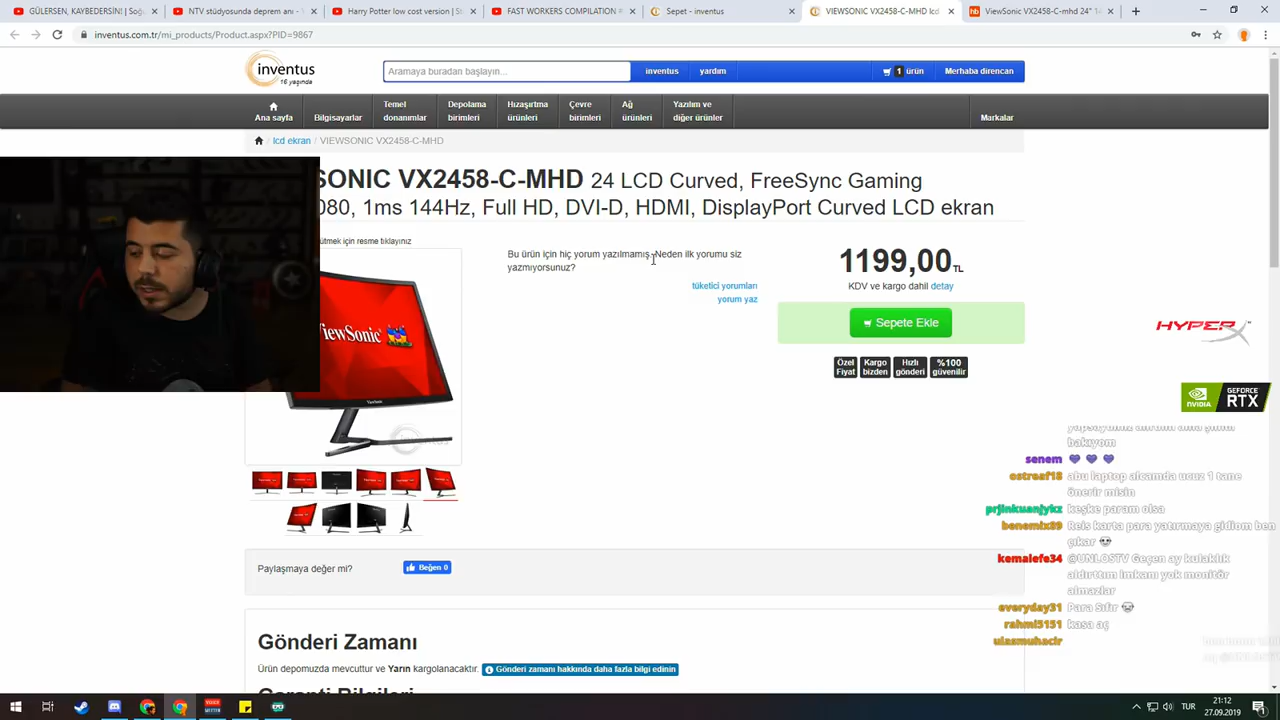 GÜLERSEN, KAYBEDERSİN! | Soğu
NTV stüdyosunda deprem anı -
Harry Potter low cost version | S
FAST WORKERS COMPILATION
Sepet - inventus
VIEWSONIC VX2458-C-MHD lcd
ViewSonic VX2458-C-mhd 24" 1
inventus.com.tr/mi_products/Product.aspx?PID=9867
inventus
16 yaşında
Aramaya buradan başlayın...
inventus
yardım
1 ürün
Merhaba direncan
Ana sayfa
Bilgisayarlar
Temel donanımlar
Depolama birimleri
Hızaşırtma ürünleri
Çevre birimleri
Ağ ürünleri
Yazılım ve diğer ürünler
Markalar
/ lcd ekran / VIEWSONIC VX2458-C-MHD
SONIC VX2458-C-MHD 24 LCD Curved, FreeSync Gaming
080, 1ms 144Hz, Full HD, DVI-D, HDMI, DisplayPort Curved LCD ekran
ütmek için resme tıklayınız
Bu ürün için hiç yorum yazılmamış. Neden ilk yorumu siz
yazmıyorsunuz?
tüketici yorumları
yorum yaz
1199,00 TL
KDV ve kargo dahil detay
Sepete Ekle
Özel Fiyat
Kargo bizden
Hızlı gönderi
%100 güvenilir
ViewSonic
HYPERX
NVIDIA GEFORCE RTX
bakıyom
senem
ostreaf18 abu laptop alcamda ucuz 1 tane
önerir misin
prjinkuanjykz keşke param olsa
benemix89 Reis karta para yatırmaya gidiom ben
çıkar
kemalefe34 @UNLOSTV Geçen ay kulaklık
aldırttım imkanı yok monitör
almazlar
everyday31 Para Sıfır
rahmi5151 kasa aç
ulasmuhacir
Paylaşmaya değer mi?
Beğen 0
Gönderi Zamanı
Ürün depomuzda mevcuttur ve Yarın kargolanacaktır. Gönderi zamanı hakkında daha fazla bilgi edinin
Garanti Bilgileri
TUR
21:12
27.09.2019